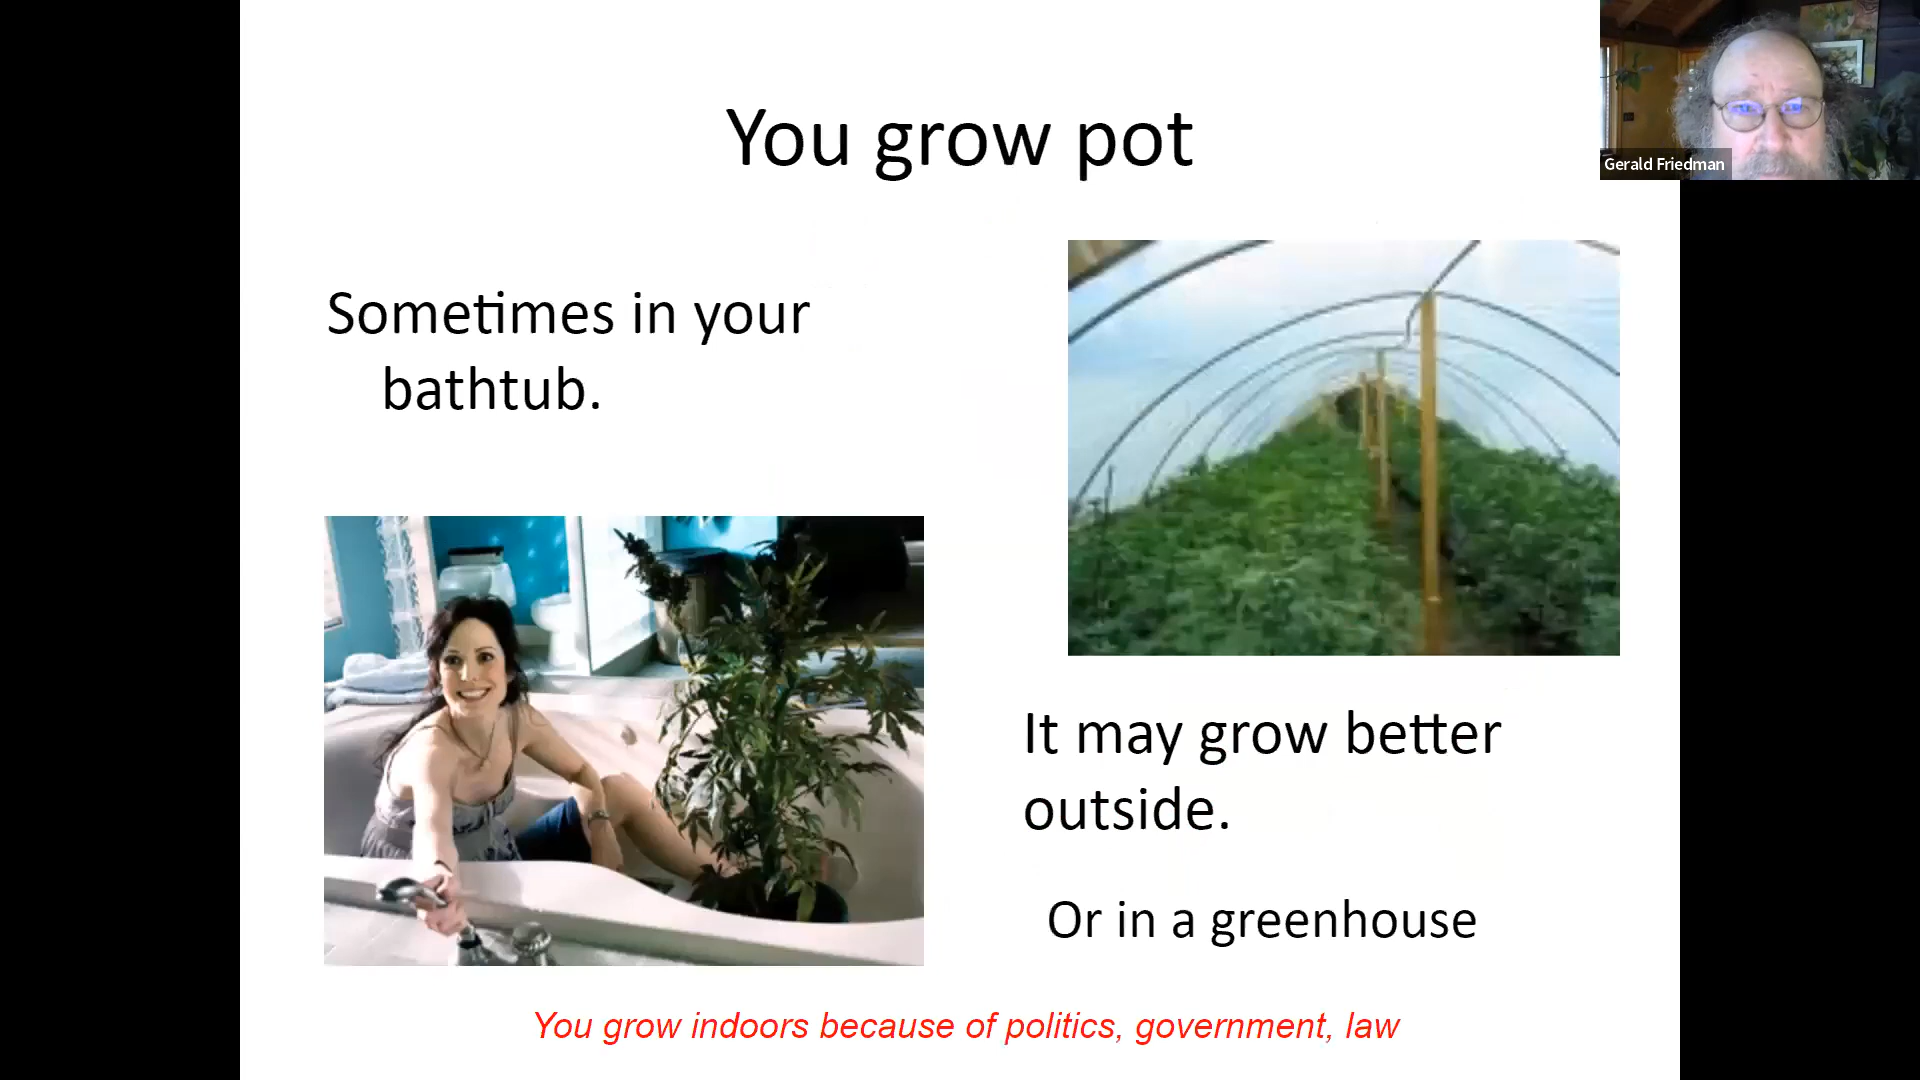 You grow pot
Gerald Friedman
Sometimes in your
bathtub.
It may grow better
outside.
Or in a greenhouse
You grow indoors because of politics, government, law